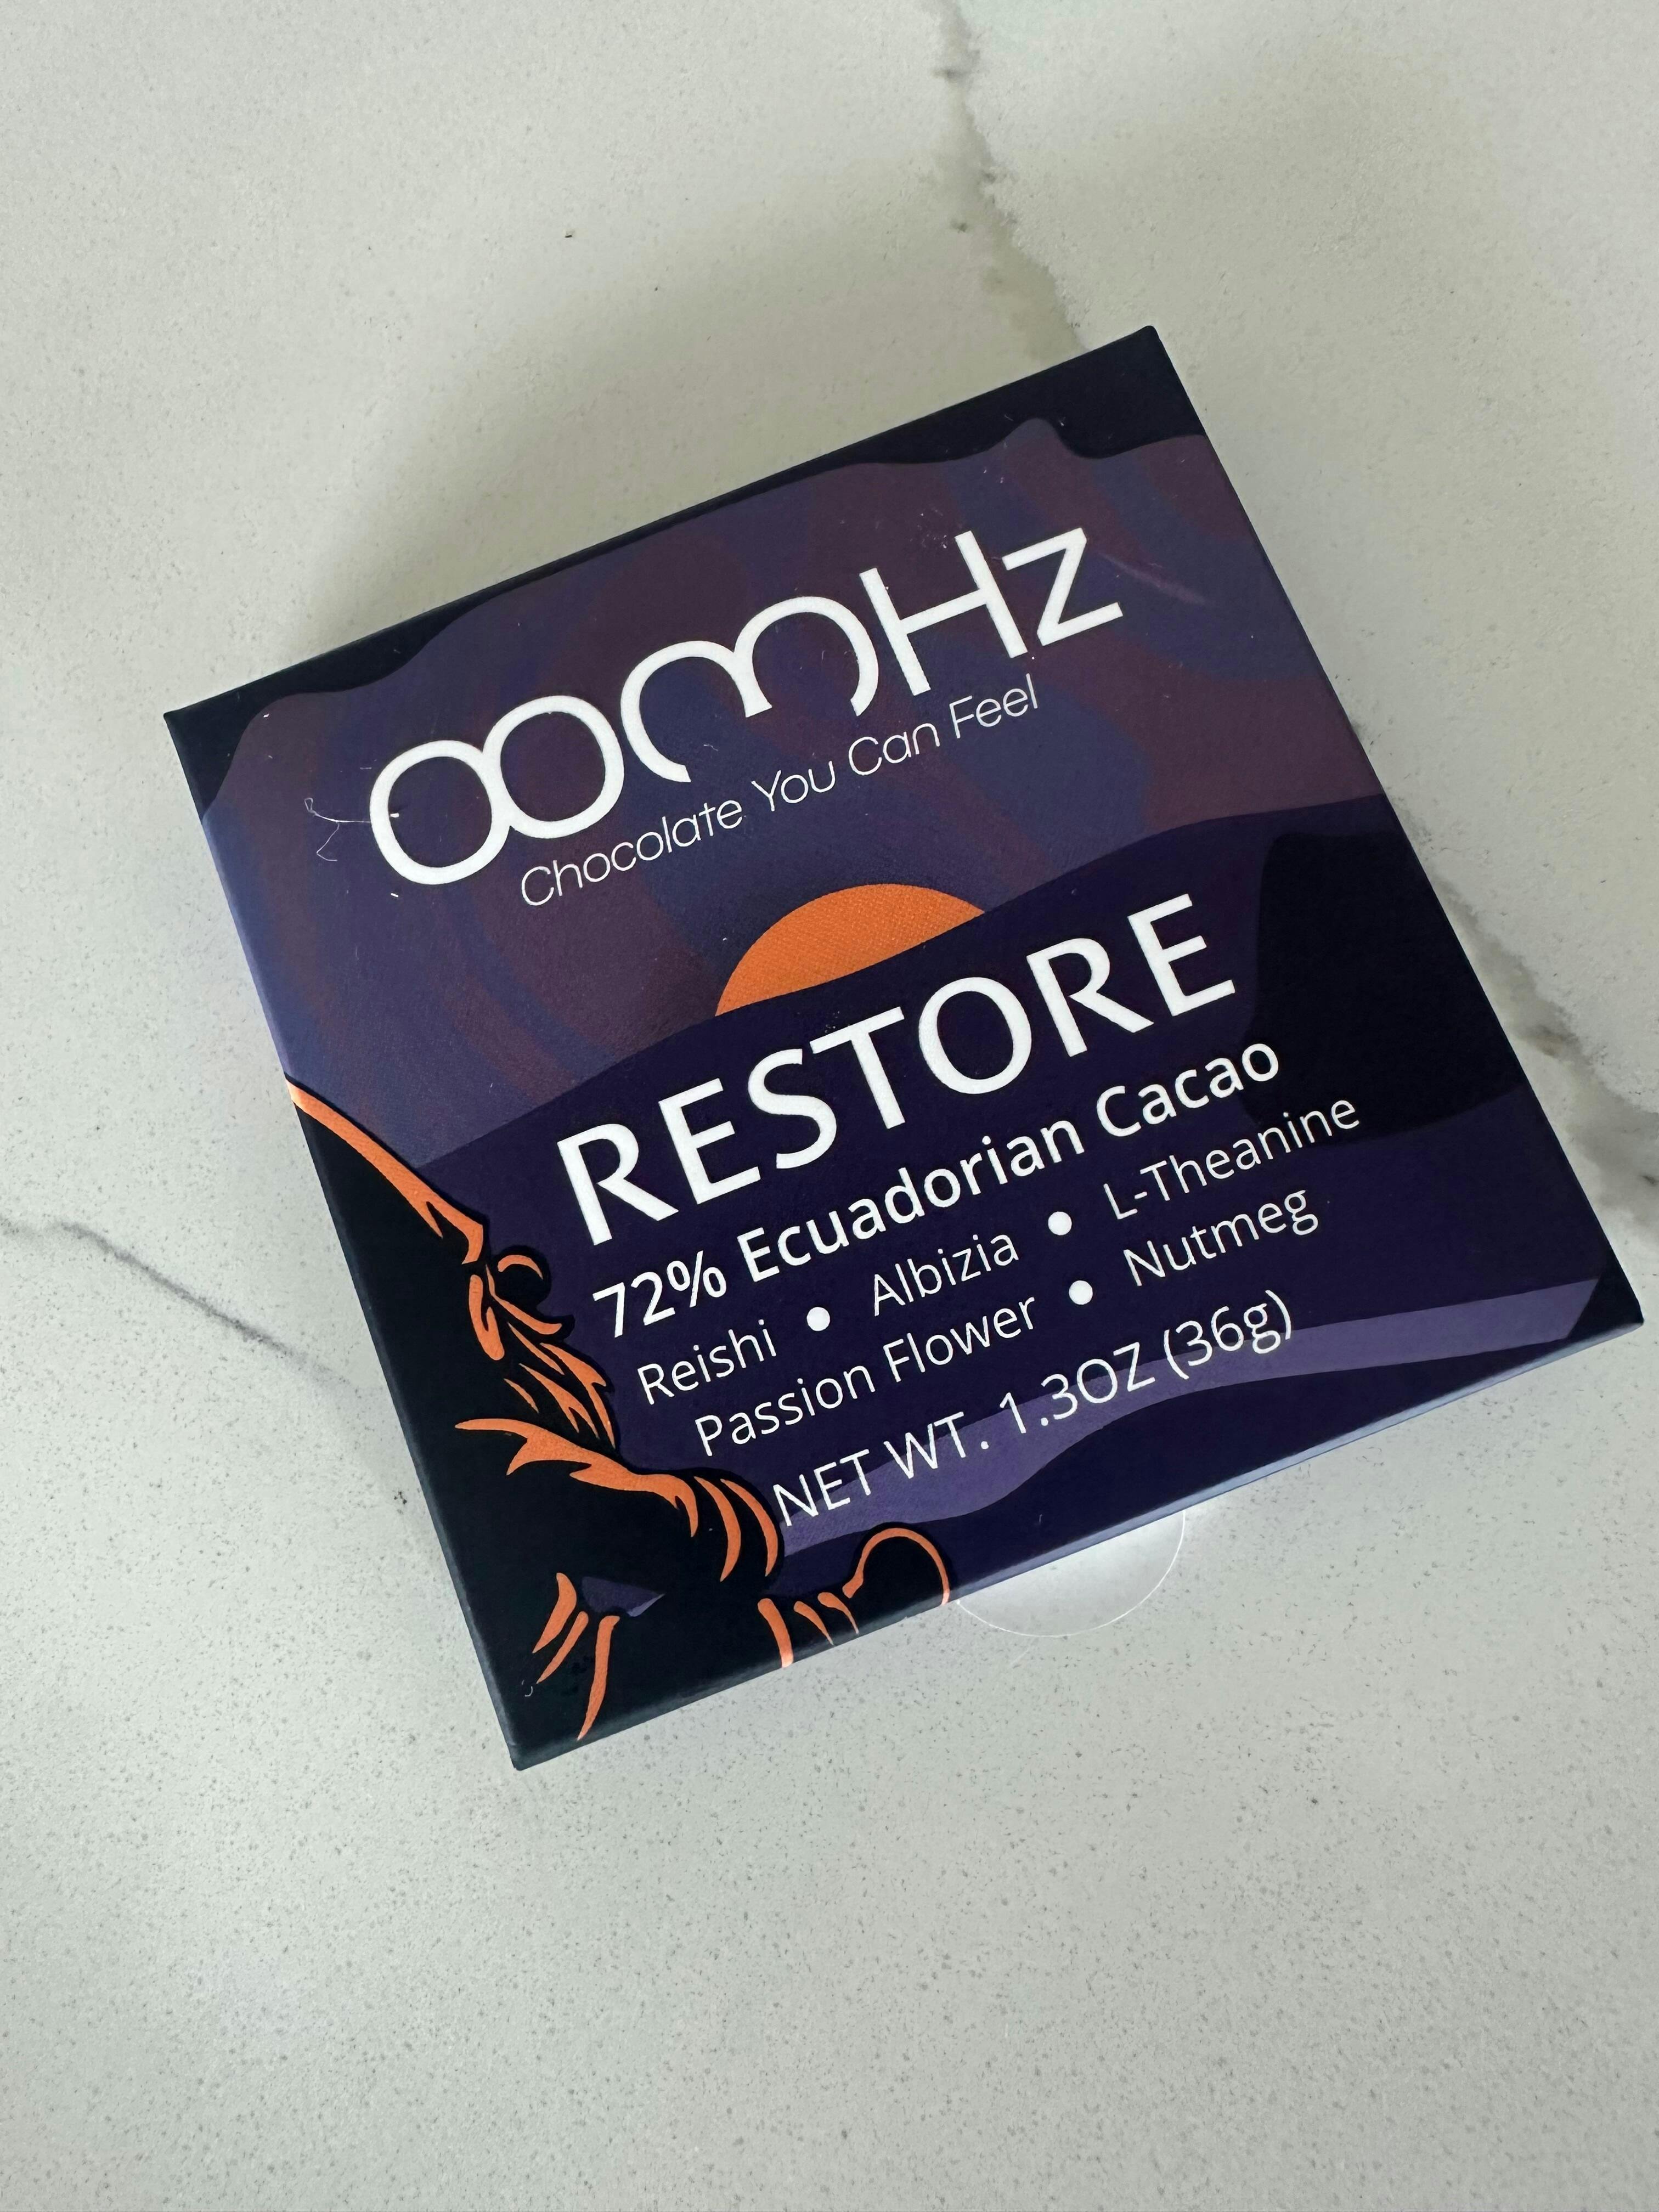 oomHz
Chocolate You Can Feel
RESTORE
72% Ecuadorian Cacao
Reishi • Albizia • L-Theanine
Passion Flower • Nutmeg
NET WT. 1.3OZ (36g)